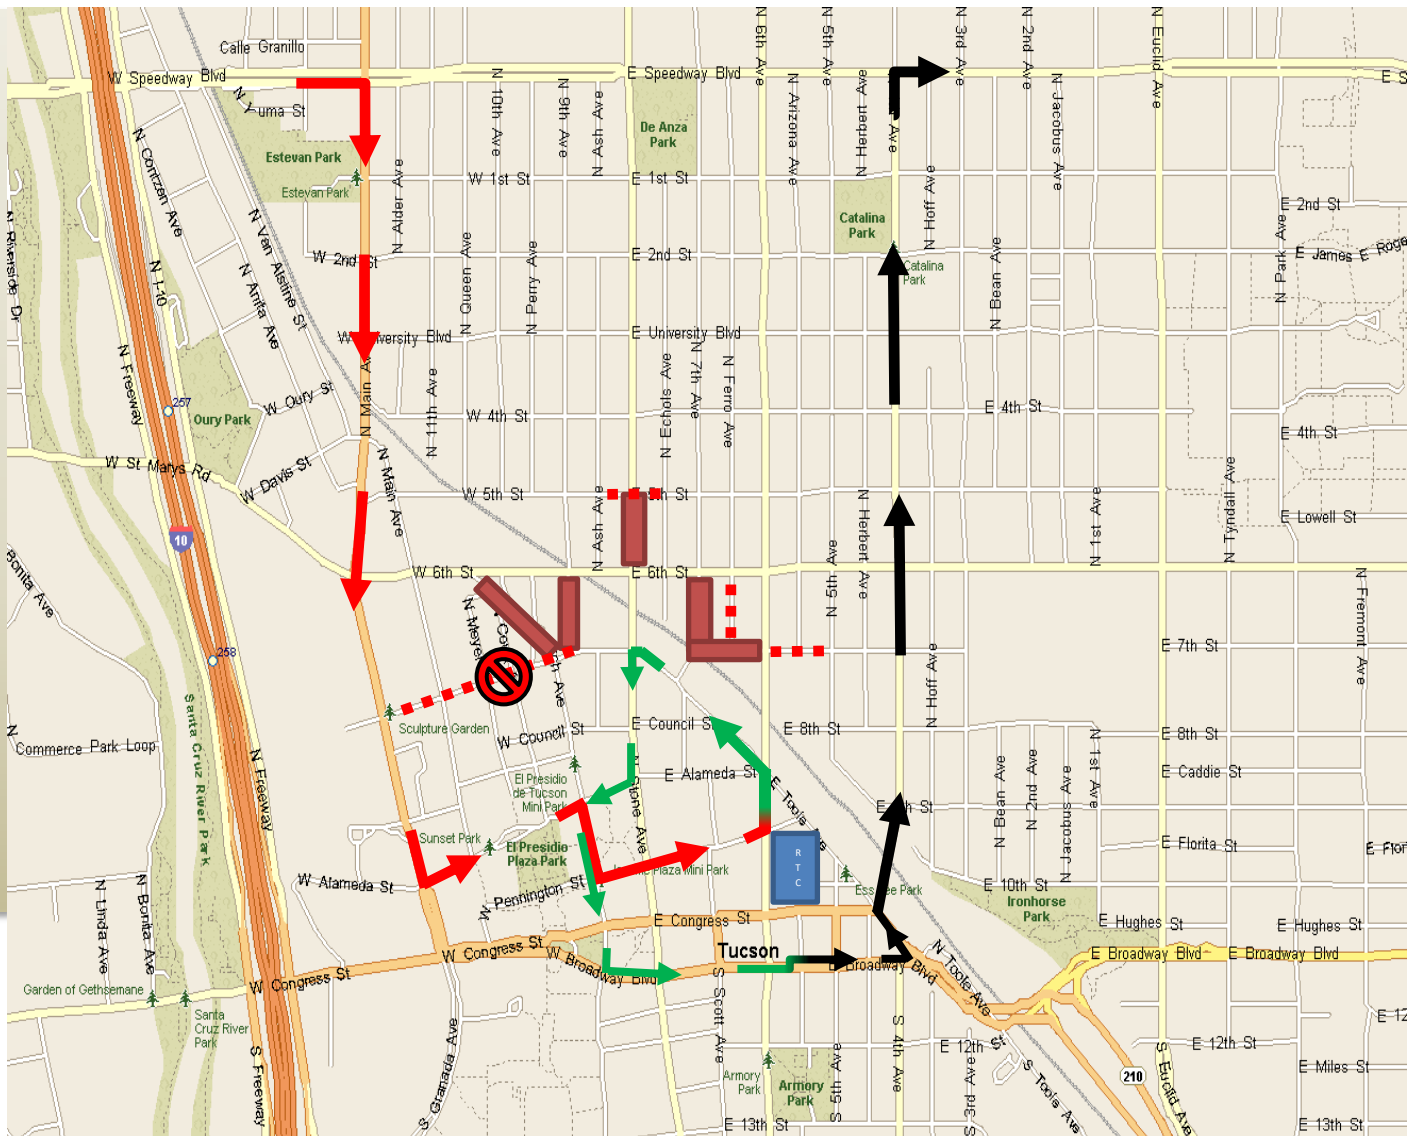 Calle Granillo
W Speedway Blvd
E Speedway Blvd
E S
N Yuma St
N 10th Ave
N 9th Ave
N Ash Ave
N 6th Ave
N 5th Ave
N Arizona Ave
N Herbert Ave
Ave
N 3rd Ave
N 2nd Ave
N Jacobus Ave
N Euclid Ave
De Anza
Park
Estevan Park
Estevan Park
N Contzen Ave
N Alder Ave
W 1st St
E 1st St
N Hoff Ave
Catalina
Park
Catalina
Park
E 2nd St
N Riverside Dr
N Van Alstine St
N I-10
N Anita Ave
W 2nd St
E 2nd St
N Queen Ave
N Perry Ave
N Bean Ave
N Park Ave
E James E Roge
University Blvd
E University Blvd
N Freeway
N Main Ave
N 11th Ave
N Echols Ave
N 7th Ave
N Ferro Ave
257
W Oury St
Oury Park
W 4th St
E 4th St
E 4th St
W St Marys Rd
W Davis St
N Main Ave
W 5th St
5th St
N Ash Ave
N Herbert Ave
N 1st Ave
N Tyndall Ave
E Lowell St
10
Bonita Ave
W 6th St
E 6th St
N 5th Ave
N Fremont Ave
N Meye
258
N Hoff Ave
E 7th St
Sculpture Garden
Santa Cruz River Park
W Council St
E Council S
E 8th St
E 8th St
N
Commerce Park Loop
N Freeway
El Presidio
de Tucson
Mini Park
E Alameda St
E Toole Ave
N Stone Ave
N Bean Ave
N 2nd Ave
N Jacobus Ave
N 1st Ave
E Caddie St
Sunset Park
El Presidio
Plaza Park
Plaza Mini Park
R
T
C
E Florita St
E Flor
W Alameda St
W Pennington St
Park
E 10th St
Ironhorse
Park
N Linda Ave
N Bonita Ave
E Congress St
E Hughes St
E Hughes St
W Congress St
W Broadway Blvd
Tucson
Broadway Blvd
N Toole Ave
E Broadway Blvd
E Broadway Blvd
Garden of Gethsemane
W Congress St
Santa
Cruz River
Park
S Freeway
S Granada Ave
S Scott Ave
Armory
Park
Armory
Park
S 5th Ave
S 4th Ave
E 12th St
S 3rd Ave
S Toole Ave
210
S Euclid Ave
E 12th St
E 12
E Miles St
E 13th St
E 13th St